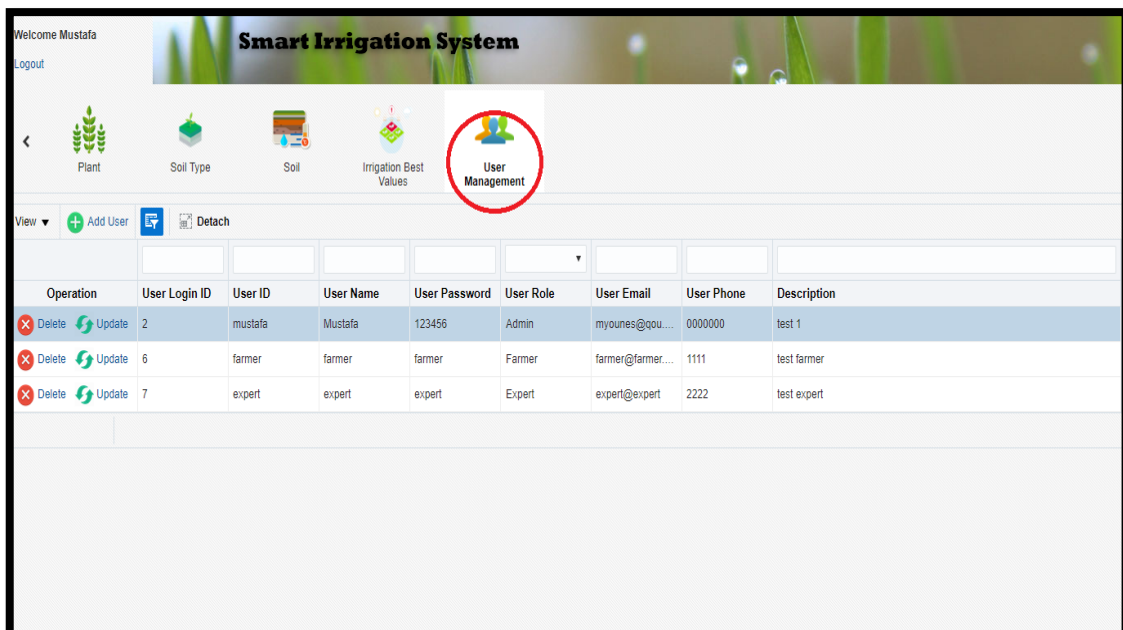 Welcome Mustafa
Smart Irrigation System
Logout
Plant
Soil Type
Soil
Irrigation Best
Values
User
Management
View
Add User
Detach
Operation User Login ID User ID User Name User Password User Role User Email User Phone Description
Delete Update 2 mustafa Mustafa 123456 Admin myounes@qou.... 0000000 test 1
Delete Update 6 farmer farmer farmer Farmer farmer@farmer.... 1111 test farmer
Delete Update 7 expert expert expert Expert expert@expert 2222 test expert